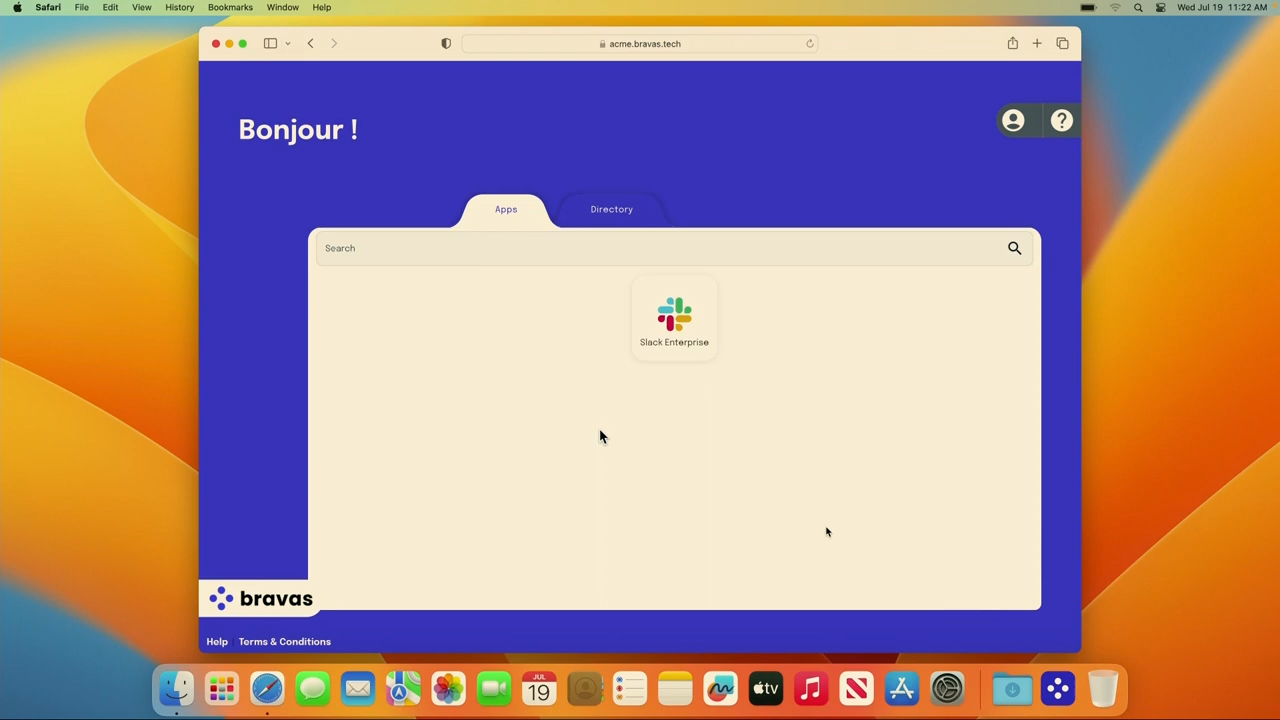 Safari File Edit View History Bookmarks Window Help Wed Jul 19 11:22 AM
acme.bravas.tech
Bonjour !
Apps Directory
Search
Slack Enterprise
bravas
Help Terms & Conditions
JUL
19
tv